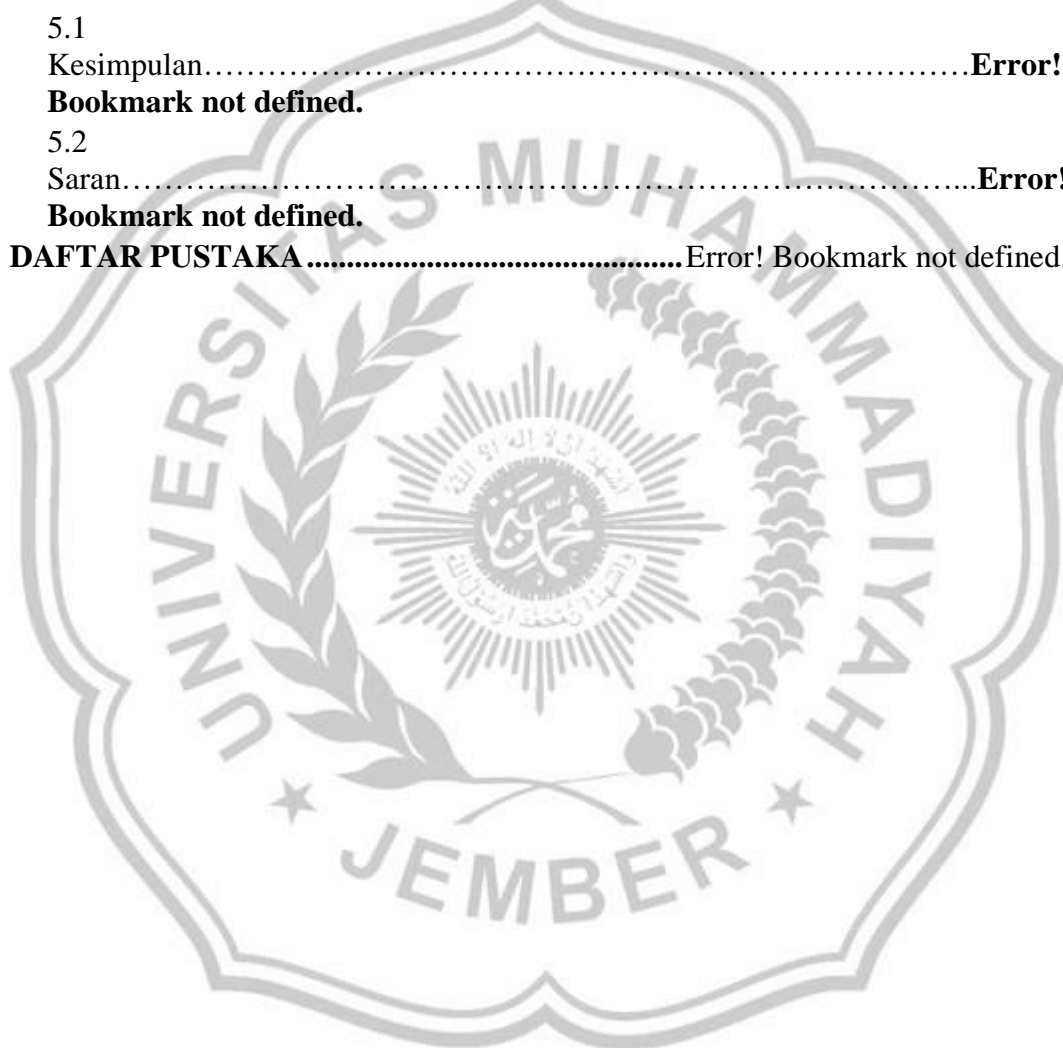 5.1
Kesimpulan………………………………………………………………Error!
Bookmark not defined.
5.2
Saran……………………………………………………………………...Error!
Bookmark not defined.
DAFTAR PUSTAKA................................................Error! Bookmark not defined.
UNIVERSITAS MUHAMMADIYAH
JEMBER